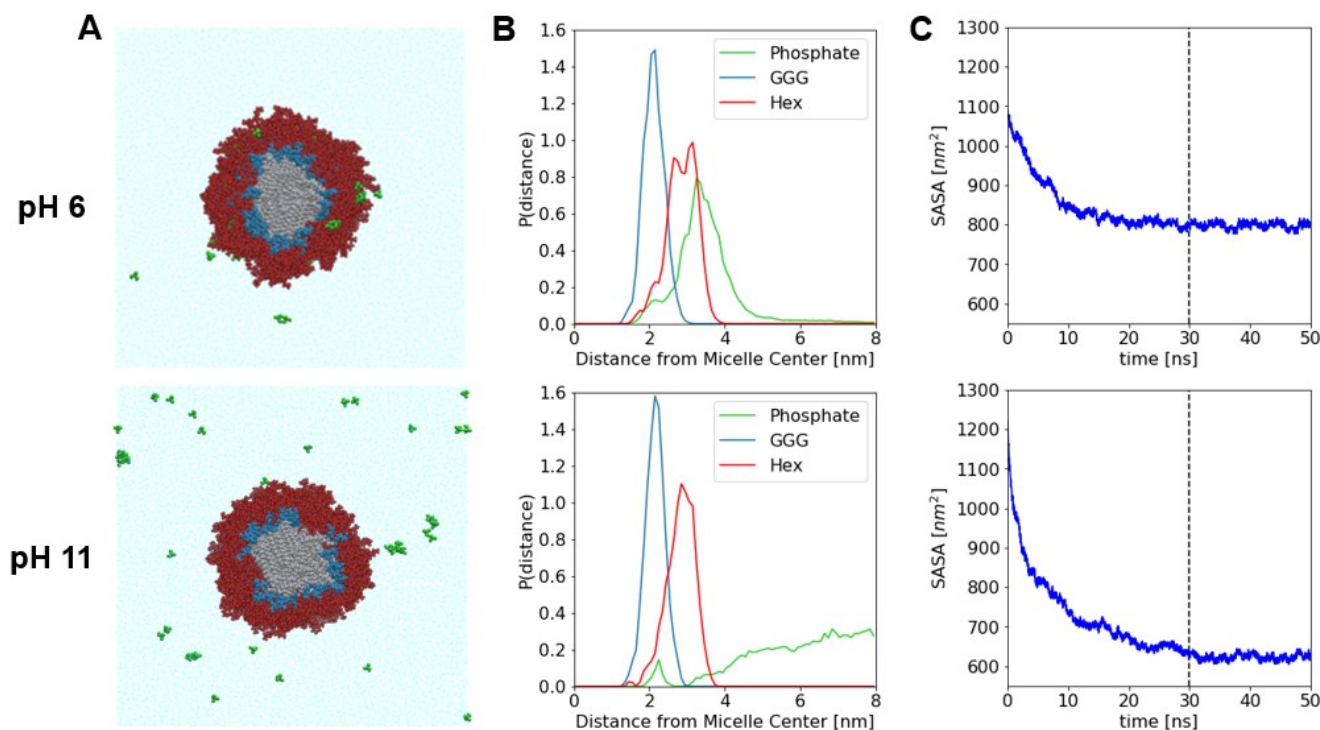 A
B
C
pH 6
1.6
1.4
1.2
1.0
0.8
0.6
0.4
0.2
0.0
P(distance)
Phosphate
GGG
Hex
0 2 4 6 8
Distance from Micelle Center [nm]
1300
1200
1100
1000
900
800
700
600
SASA [nm²]
0 10 20 30 40 50
time [ns]
pH 11
1.6
1.4
1.2
1.0
0.8
0.6
0.4
0.2
0.0
P(distance)
Phosphate
GGG
Hex
0 2 4 6 8
Distance from Micelle Center [nm]
1300
1200
1100
1000
900
800
700
600
SASA [nm²]
0 10 20 30 40 50
time [ns]